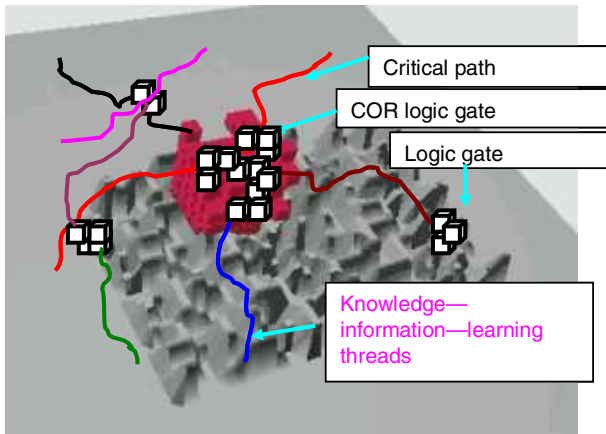 Critical path
COR logic gate
Logic gate
Knowledge—
information—learning
threads